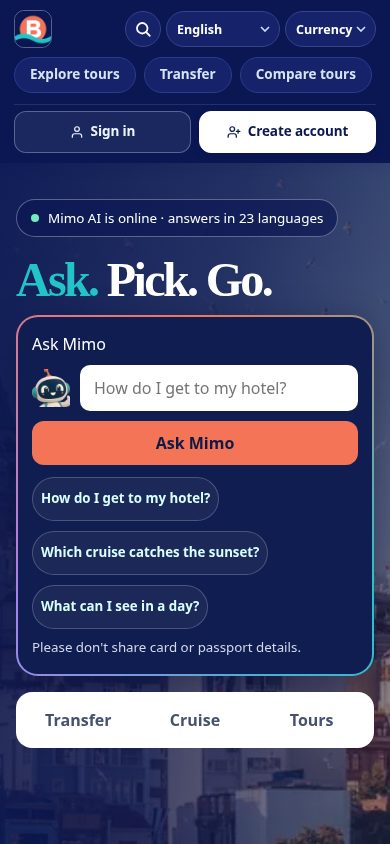 B
English
Currency
Explore tours
Transfer
Compare tours
Sign in
Create account
Mimo AI is online · answers in 23 languages
Ask. Pick. Go.
Ask Mimo
How do I get to my hotel?
Ask Mimo
How do I get to my hotel?
Which cruise catches the sunset?
What can I see in a day?
Please don't share card or passport details.
Transfer Cruise Tours